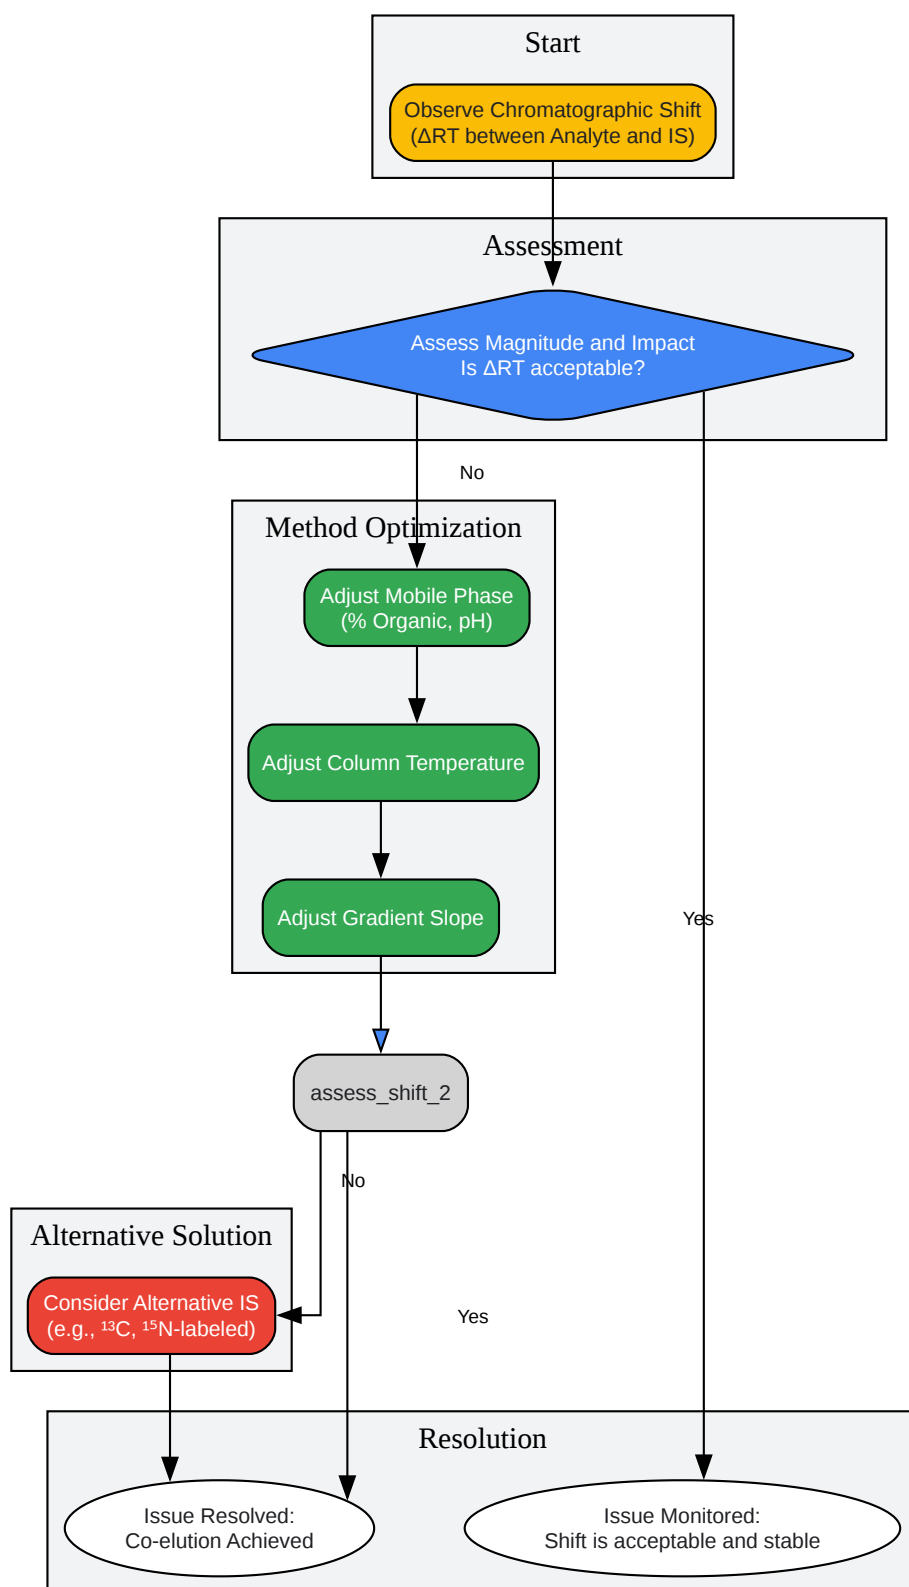 Start
Observe Chromatographic Shift
(ΔRT between Analyte and IS)
Assessment
Assess Magnitude and Impact
Is ΔRT acceptable?
No
Method Optimization
Adjust Mobile Phase
(% Organic, pH)
Adjust Column Temperature
Adjust Gradient Slope
Yes
assess_shift_2
No
Alternative Solution
Consider Alternative IS
(e.g., ¹³C, ¹⁵N-labeled)
Yes
Resolution
Issue Resolved:
Co-elution Achieved
Issue Monitored:
Shift is acceptable and stable